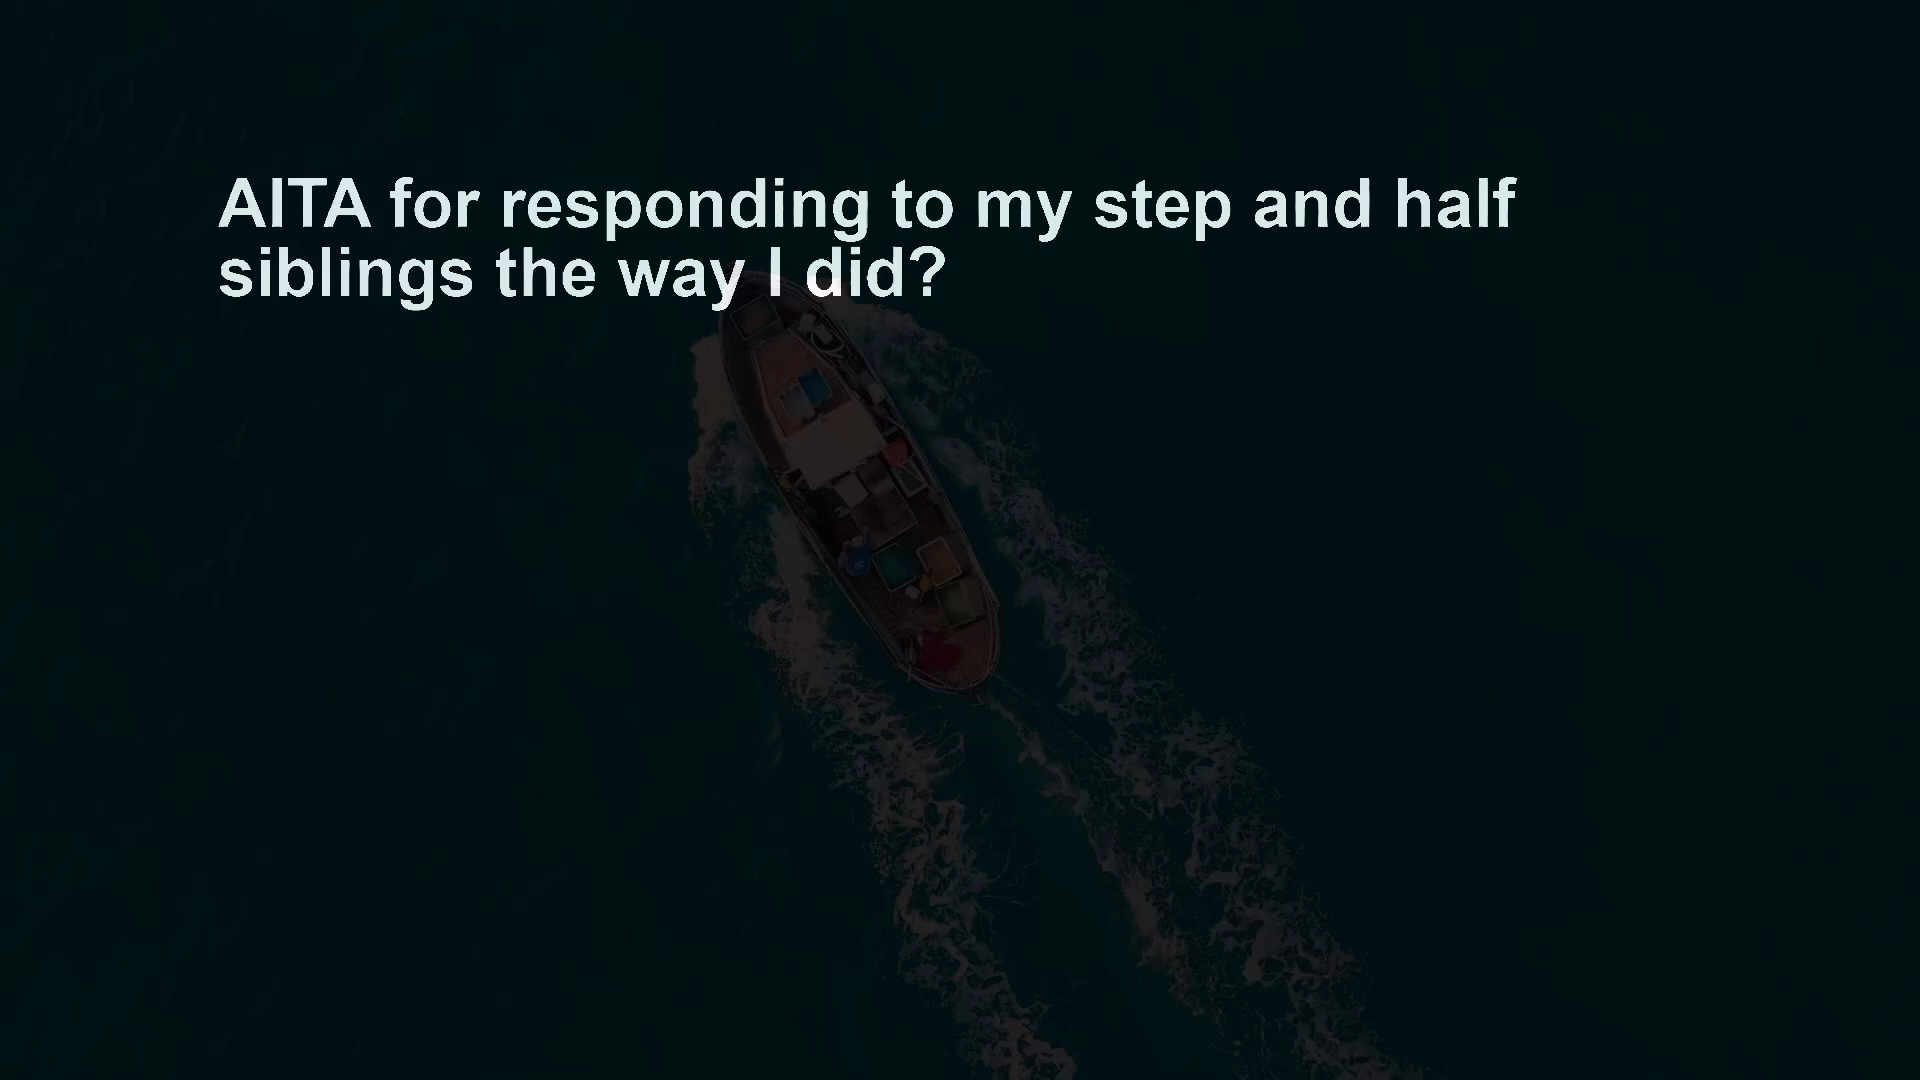 AITA for responding to my step and half
siblings the way I did?